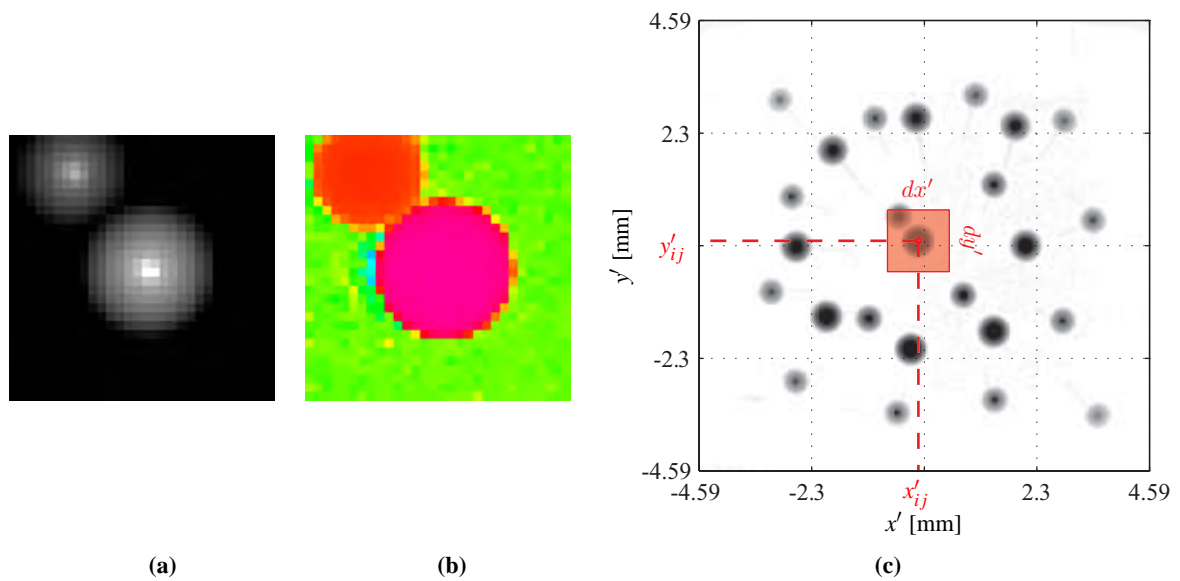 4.59
2.3
dx′
dy′
y′ij
y′ [mm]
-2.3
-4.59
-4.59 -2.3 x′ij 2.3 4.59
x′ [mm]
(a) (b) (c)